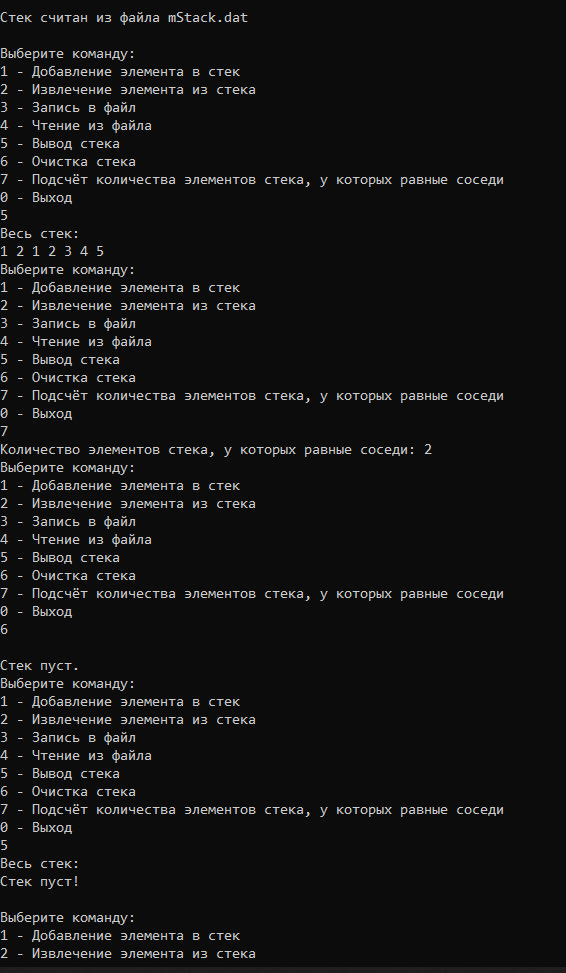 Стек считан из файла mStack.dat
Выберите команду:
1 - Добавление элемента в стек
2 - Извлечение элемента из стека
3 - Запись в файл
4 - Чтение из файла
5 - Вывод стека
6 - Очистка стека
7 - Подсчёт количества элементов стека, у которых равные соседи
0 - Выход
5
Весь стек:
1 2 1 2 3 4 5
Выберите команду:
1 - Добавление элемента в стек
2 - Извлечение элемента из стека
3 - Запись в файл
4 - Чтение из файла
5 - Вывод стека
6 - Очистка стека
7 - Подсчёт количества элементов стека, у которых равные соседи
0 - Выход
7
Количество элементов стека, у которых равные соседи: 2
Выберите команду:
1 - Добавление элемента в стек
2 - Извлечение элемента из стека
3 - Запись в файл
4 - Чтение из файла
5 - Вывод стека
6 - Очистка стека
7 - Подсчёт количества элементов стека, у которых равные соседи
0 - Выход
6
Стек пуст.
Выберите команду:
1 - Добавление элемента в стек
2 - Извлечение элемента из стека
3 - Запись в файл
4 - Чтение из файла
5 - Вывод стека
6 - Очистка стека
7 - Подсчёт количества элементов стека, у которых равные соседи
0 - Выход
5
Весь стек:
Стек пуст!
Выберите команду:
1 - Добавление элемента в стек
2 - Извлечение элемента из стека